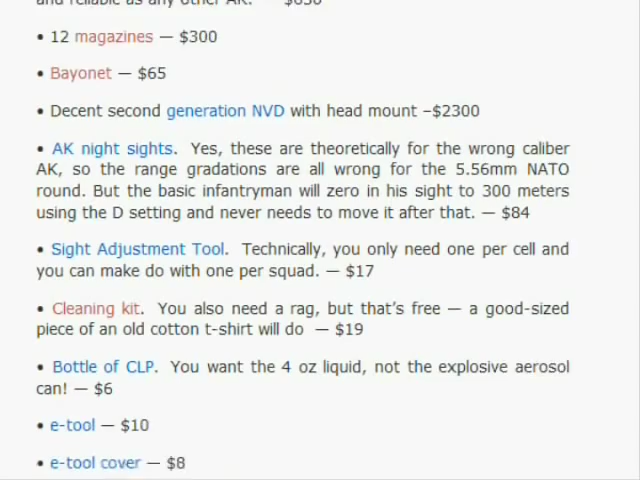 and reliable as any other AK. — $650
• 12 magazines — $300
• Bayonet — $65
• Decent second generation NVD with head mount –$2300
• AK night sights. Yes, these are theoretically for the wrong caliber
AK, so the range gradations are all wrong for the 5.56mm NATO
round. But the basic infantryman will zero in his sight to 300 meters
using the D setting and never needs to move it after that. — $84
• Sight Adjustment Tool. Technically, you only need one per cell and
you can make do with one per squad. — $17
• Cleaning kit. You also need a rag, but that’s free — a good-sized
piece of an old cotton t-shirt will do — $19
• Bottle of CLP. You want the 4 oz liquid, not the explosive aerosol
can! — $6
• e-tool — $10
• e-tool cover — $8